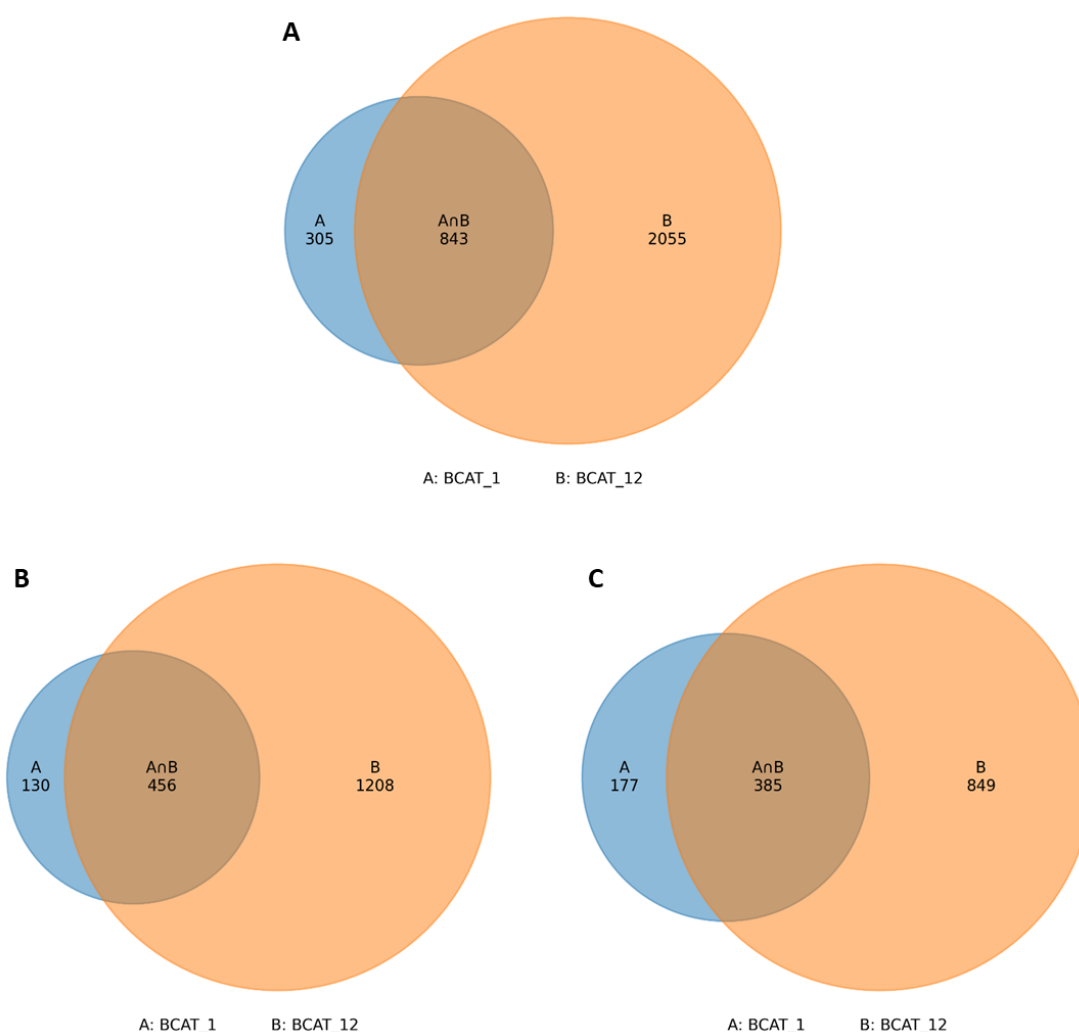 A
A A∩B B
305 843 2055
A: BCAT_1 B: BCAT_12
B C
A A∩B B
130 456 1208
A A∩B B
177 385 849
A: BCAT_1 B: BCAT_12
A: BCAT_1 B: BCAT_12